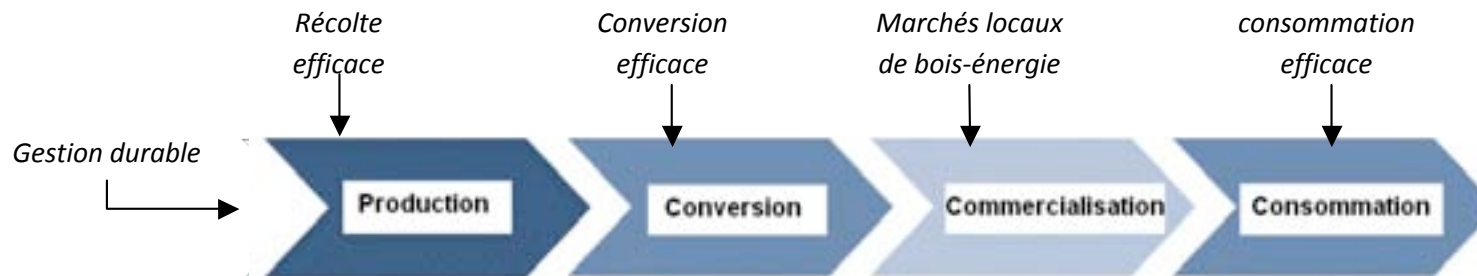 Récolte
efficace
Conversion
efficace
Marchés locaux
de bois-énergie
consommation
efficace
Gestion durable
Production
Conversion
Commercialisation
Consommation